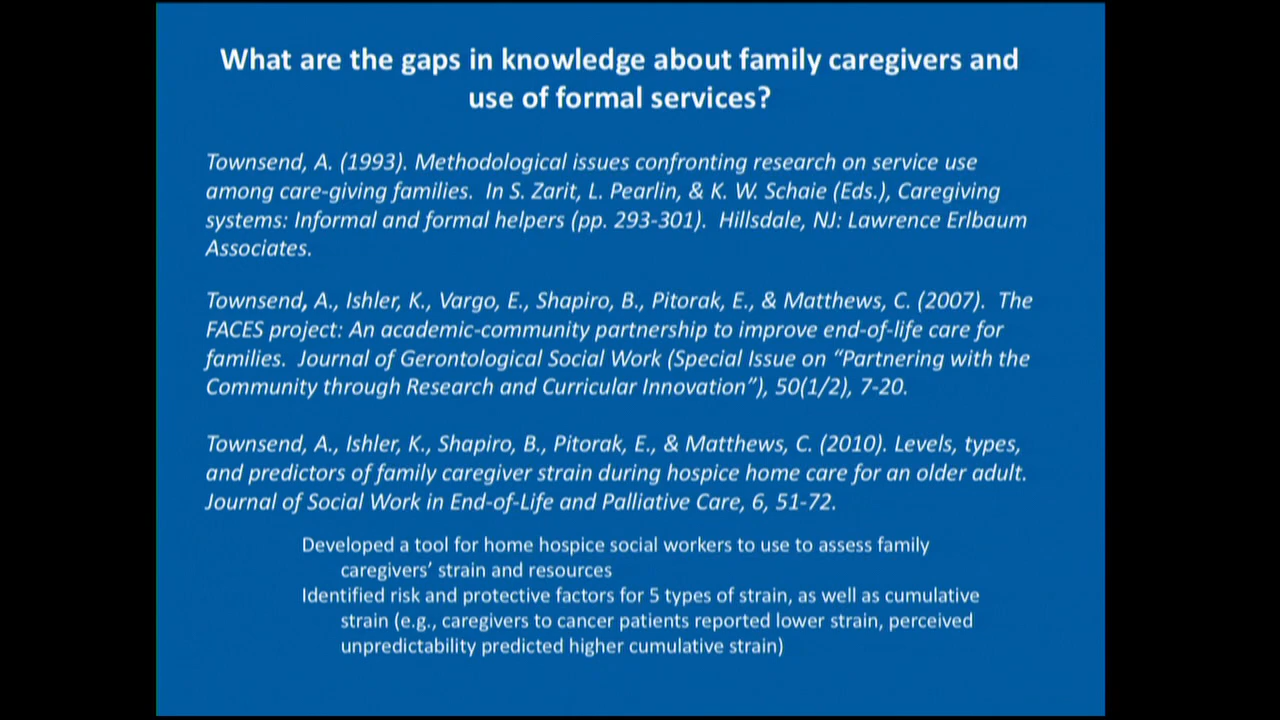 What are the gaps in knowledge about family caregivers and
use of formal services?
Townsend, A. (1993). Methodological issues confronting research on service use
among care-giving families. In S. Zarit, L. Pearlin, & K. W. Schaie (Eds.), Caregiving
systems: Informal and formal helpers (pp. 293-301). Hillsdale, NJ: Lawrence Erlbaum
Associates.
Townsend, A., Ishler, K., Vargo, E., Shapiro, B., Pitorak, E., & Matthews, C. (2007). The
FACES project: An academic-community partnership to improve end-of-life care for
families. Journal of Gerontological Social Work (Special Issue on “Partnering with the
Community through Research and Curricular Innovation”), 50(1/2), 7-20.
Townsend, A., Ishler, K., Shapiro, B., Pitorak, E., & Matthews, C. (2010). Levels, types,
and predictors of family caregiver strain during hospice home care for an older adult.
Journal of Social Work in End-of-Life and Palliative Care, 6, 51-72.
Developed a tool for home hospice social workers to use to assess family
caregivers’ strain and resources
Identified risk and protective factors for 5 types of strain, as well as cumulative
strain (e.g., caregivers to cancer patients reported lower strain, perceived
unpredictability predicted higher cumulative strain)